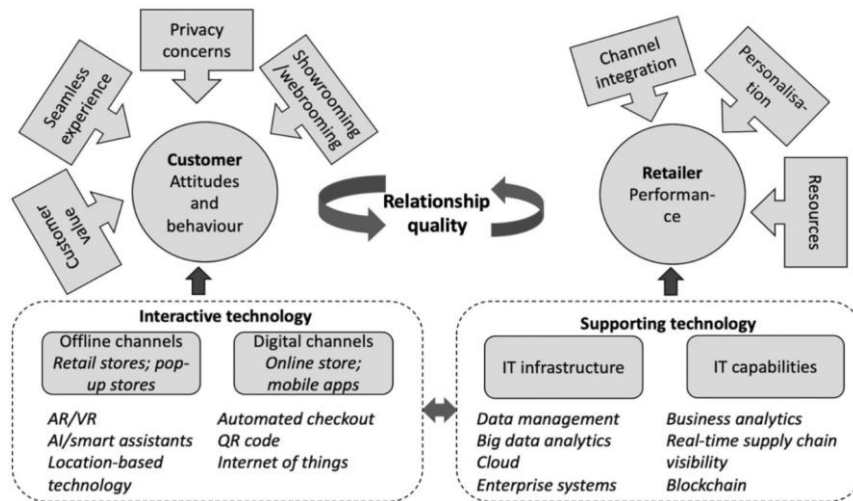 Privacy
concerns
Seamless
experience
Showrooming
/webrooming
Customer
value
Customer
Attitudes
and
behaviour
Relationship
quality
Channel
integration
Personalisa-
tion
Resources
Retailer
Performan-
ce
Interactive technology
Offline channels
Retail stores; pop-
up stores
Digital channels
Online store;
mobile apps
AR/VR
AI/smart assistants
Location-based
technology
Automated checkout
QR code
Internet of things
Supporting technology
IT infrastructure
IT capabilities
Data management
Big data analytics
Cloud
Enterprise systems
Business analytics
Real-time supply chain
visibility
Blockchain